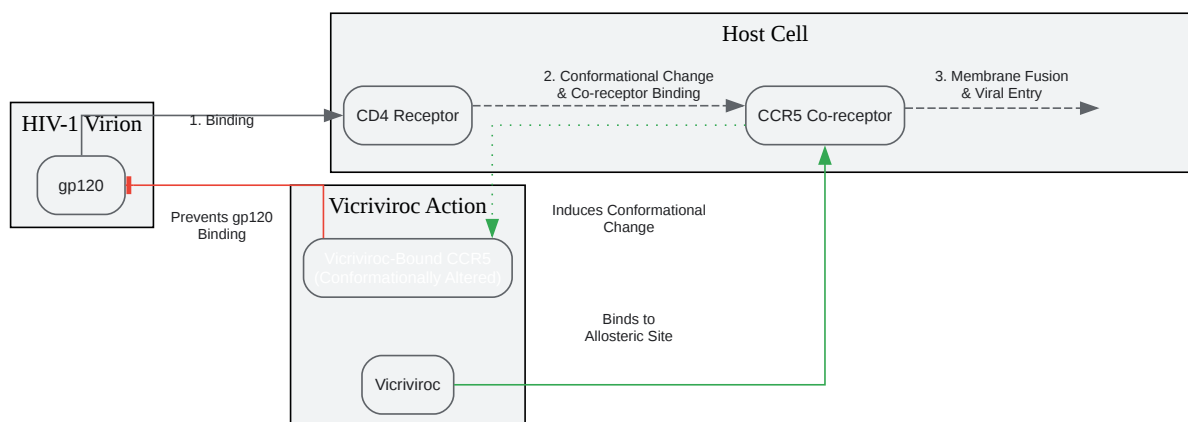 Host Cell
2. Conformational Change
& Co-receptor Binding
3. Membrane Fusion
& Viral Entry
CD4 Receptor
CCR5 Co-receptor
HIV-1 Virion
1. Binding
gp120
Prevents gp120
Binding
Vicriviroc Action
Induces Conformational
Change
Vicriviroc-Bound CCR5
(Conformationally Altered)
Binds to
Allosteric Site
Vicriviroc